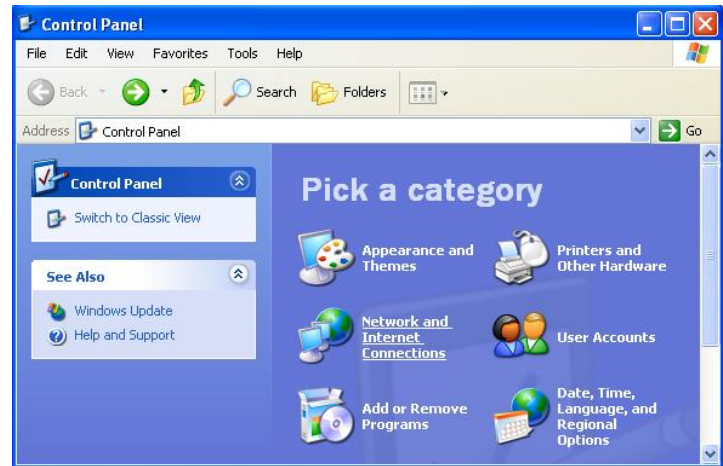 Control Panel
File Edit View Favorites Tools Help
Back Search Folders
Address Control Panel Go
Control Panel
Switch to Classic View
See Also
Windows Update
Help and Support
Pick a category
Appearance and
Themes
Printers and
Other Hardware
Network and
Internet
Connections
User Accounts
Add or Remove
Programs
Date, Time,
Language, and
Regional
Options